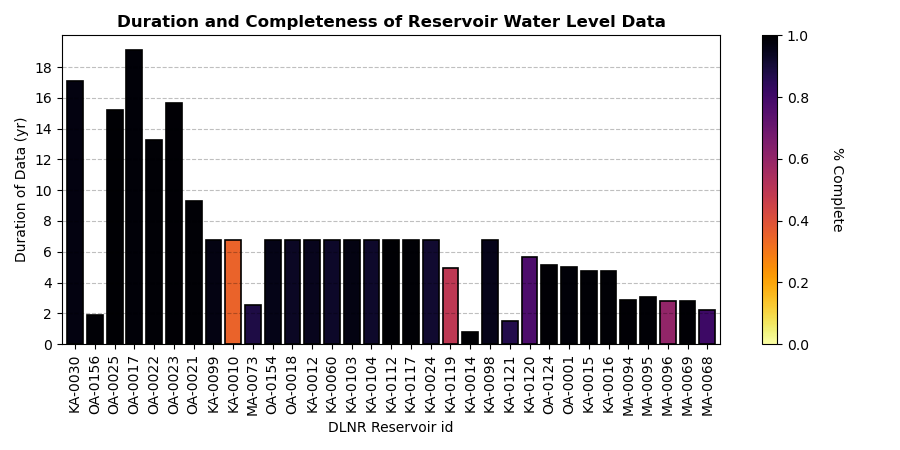 Duration and Completeness of Reservoir Water Level Data
Duration of Data (yr)
18
16
14
12
10
8
6
4
2
0
KA-0030
OA-0156
OA-0025
OA-0017
OA-0022
OA-0023
OA-0021
KA-0099
KA-0010
MA-0073
OA-0154
OA-0018
KA-0012
KA-0060
KA-0103
KA-0104
KA-0112
KA-0117
KA-0024
KA-0119
KA-0014
KA-0098
KA-0121
KA-0120
OA-0124
OA-0001
KA-0015
KA-0016
MA-0094
MA-0095
MA-0096
MA-0069
MA-0068
DLNR Reservoir id
1.0
0.8
0.6
0.4
0.2
0.0
% Complete